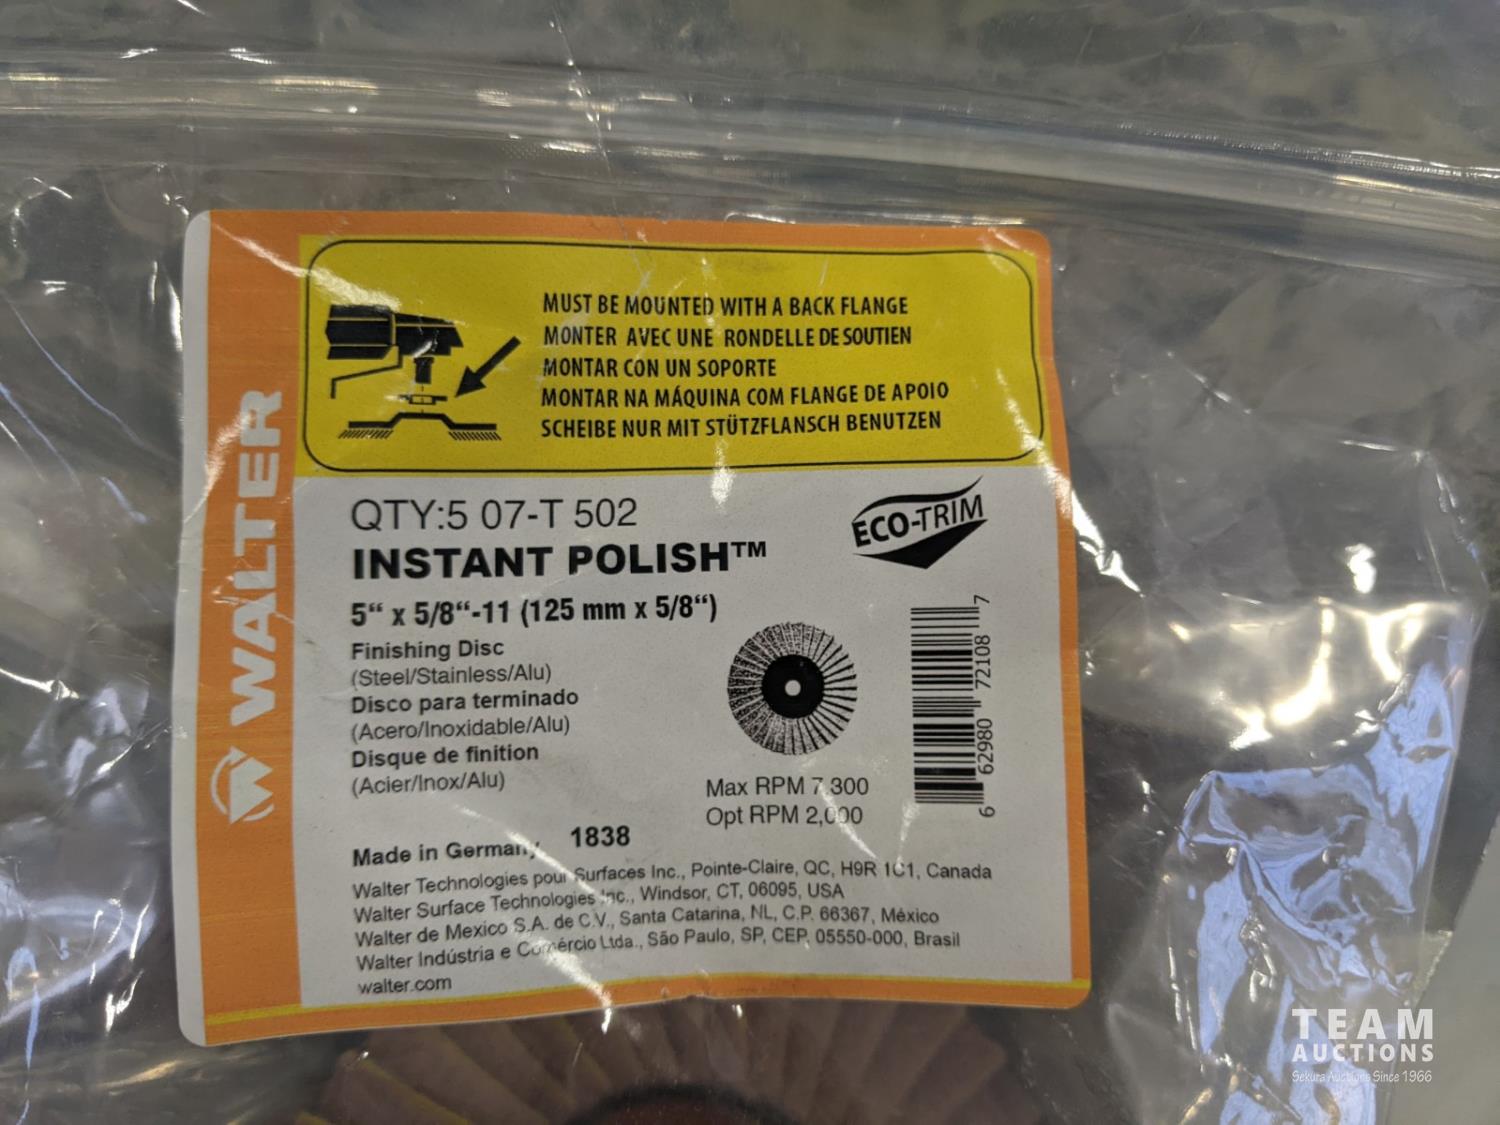 MUST BE MOUNTED WITH A BACK FLANGE
MONTER AVEC UNE RONDELLE DE SOUTIEN
MONTAR CON UN SOPORTE
MONTAR NA MÁQUINA COM FLANGE DE APOIO
SCHEIBE NUR MIT STÜTZFLANSCH BENUTZEN
WALTER
QTY:5 07-T 502
ECO-TRIM
INSTANT POLISH™
5“ x 5/8“-11 (125 mm x 5/8“)
Finishing Disc
(Steel/Stainless/Alu)
Disco para terminado
(Acero/Inoxidable/Alu)
Disque de finition
(Acier/Inox/Alu)
6 62980 72108 7
Max RPM 7,300
Opt RPM 2,000
Made in Germany 1838
Walter Technologies pour Surfaces Inc., Pointe-Claire, QC, H9R 1C1, Canada
Walter Surface Technologies Inc., Windsor, CT, 06095, USA
Walter de Mexico S.A. de C.V., Santa Catarina, NL, C.P. 66367, México
Walter Indústria e Comércio Ltda., São Paulo, SP, CEP, 05550-000, Brasil
walter.com
TEAM
AUCTIONS
Sekura Auctions Since 1966